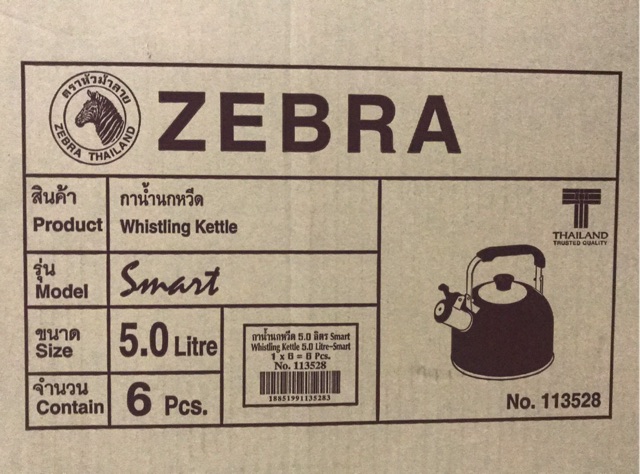 ตราหัวม้าลาย
ZEBRA THAILAND
ZEBRA
สินค้า
Product
กาน้ำนกหวีด
Whistling Kettle
รุ่น
Model
Smart
ขนาด
Size
5.0 Litre
จำนวน
Contain
6 Pcs.
กาน้ำนกหวีด 5.0 ลิตร Smart
Whistling Kettle 5.0 Litre-Smart
1 x 6 = 6 Pcs.
No. 113528
18851991135283
THAILAND
TRUSTED QUALITY
No. 113528